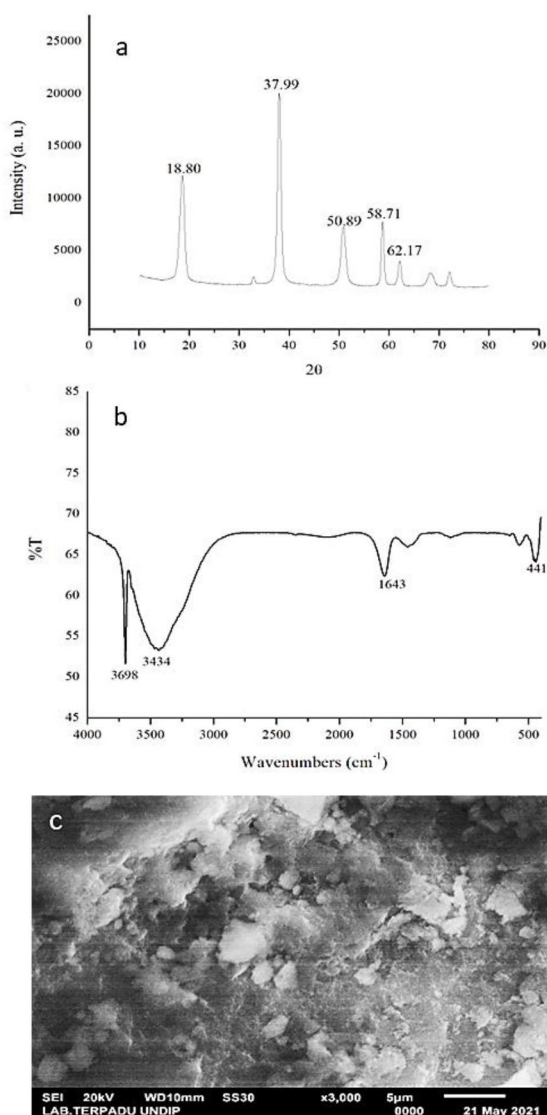 a
25000
20000
15000
10000
5000
0
Intensity (a. u.)
37.99
18.80
50.89
58.71
62.17
0 10 20 30 40 50 60 70 80 90
2θ
b
85
80
75
70
65
60
55
50
45
%T
3698
3434
1643
441
4000 3500 3000 2500 2000 1500 1000 500
Wavenumbers (cm⁻¹)
c
SEI 20kV WD10mm SS30 x3,000 5μm
LAB.TERPADU UNDIP 0000 21 May 2021